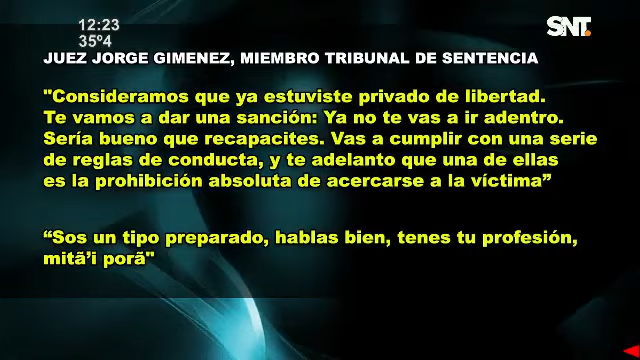 12:23
35º4
SNT.
JUEZ JORGE GIMENEZ, MIEMBRO TRIBUNAL DE SENTENCIA
"Consideramos que ya estuviste privado de libertad.
Te vamos a dar una sanción: Ya no te vas a ir adentro.
Sería bueno que recapacites. Vas a cumplir con una serie
de reglas de conducta, y te adelanto que una de ellas
es la prohibición absoluta de acercarse a la víctima”
“Sos un tipo preparado, hablas bien, tenes tu profesión,
mitã’i porã"